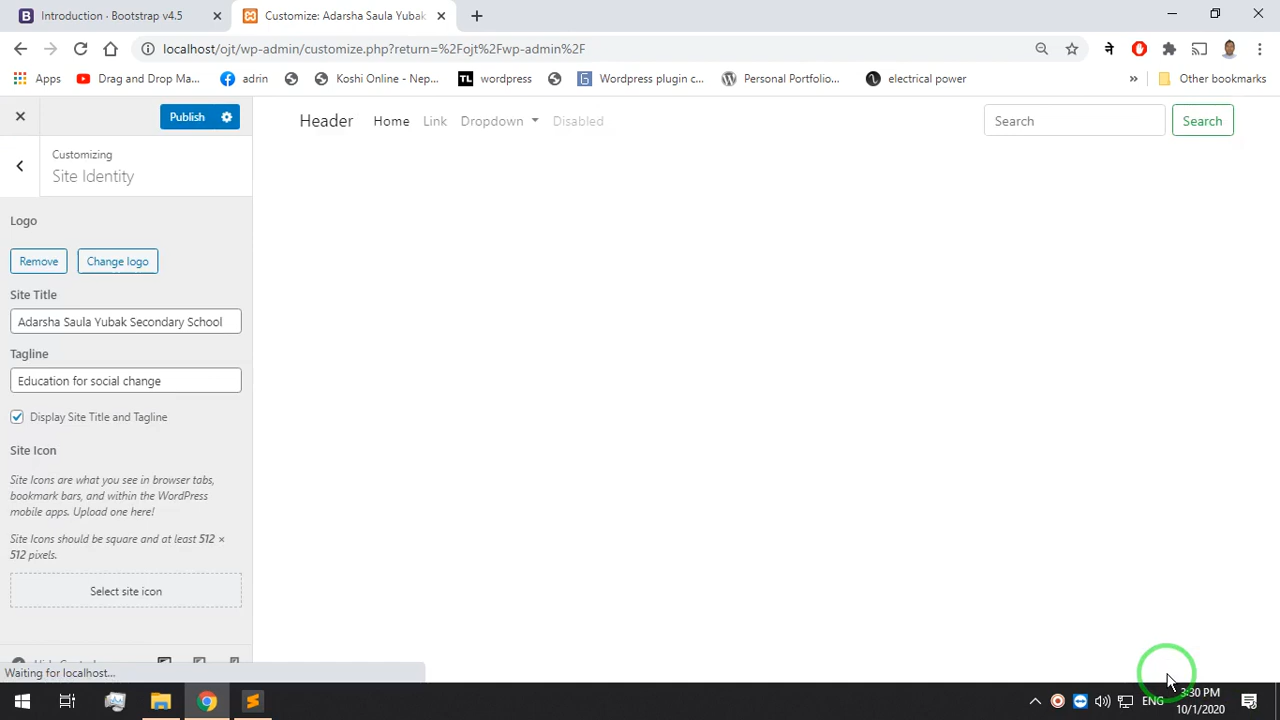 Introduction · Bootstrap v4.5
Customize: Adarsha Saula Yubak
localhost/ojt/wp-admin/customize.php?return=%2Fojt%2Fwp-admin%2F
ने
Apps
Drag and Drop Ma...
adrin
Koshi Online - Nep...
TL wordpress
Wordpress plugin c...
Personal Portfolio...
electrical power
»
Other bookmarks
Publish
Customizing
Site Identity
Header
Home
Link
Dropdown
Disabled
Search
Search
Logo
Remove
Change logo
Site Title
Adarsha Saula Yubak Secondary School
Tagline
Education for social change
Display Site Title and Tagline
Site Icon
Site Icons are what you see in browser tabs,
bookmark bars, and within the WordPress
mobile apps. Upload one here!
Site Icons should be square and at least 512 ×
512 pixels.
Select site icon
Waiting for localhost...
ENG
3:30 PM
10/1/2020